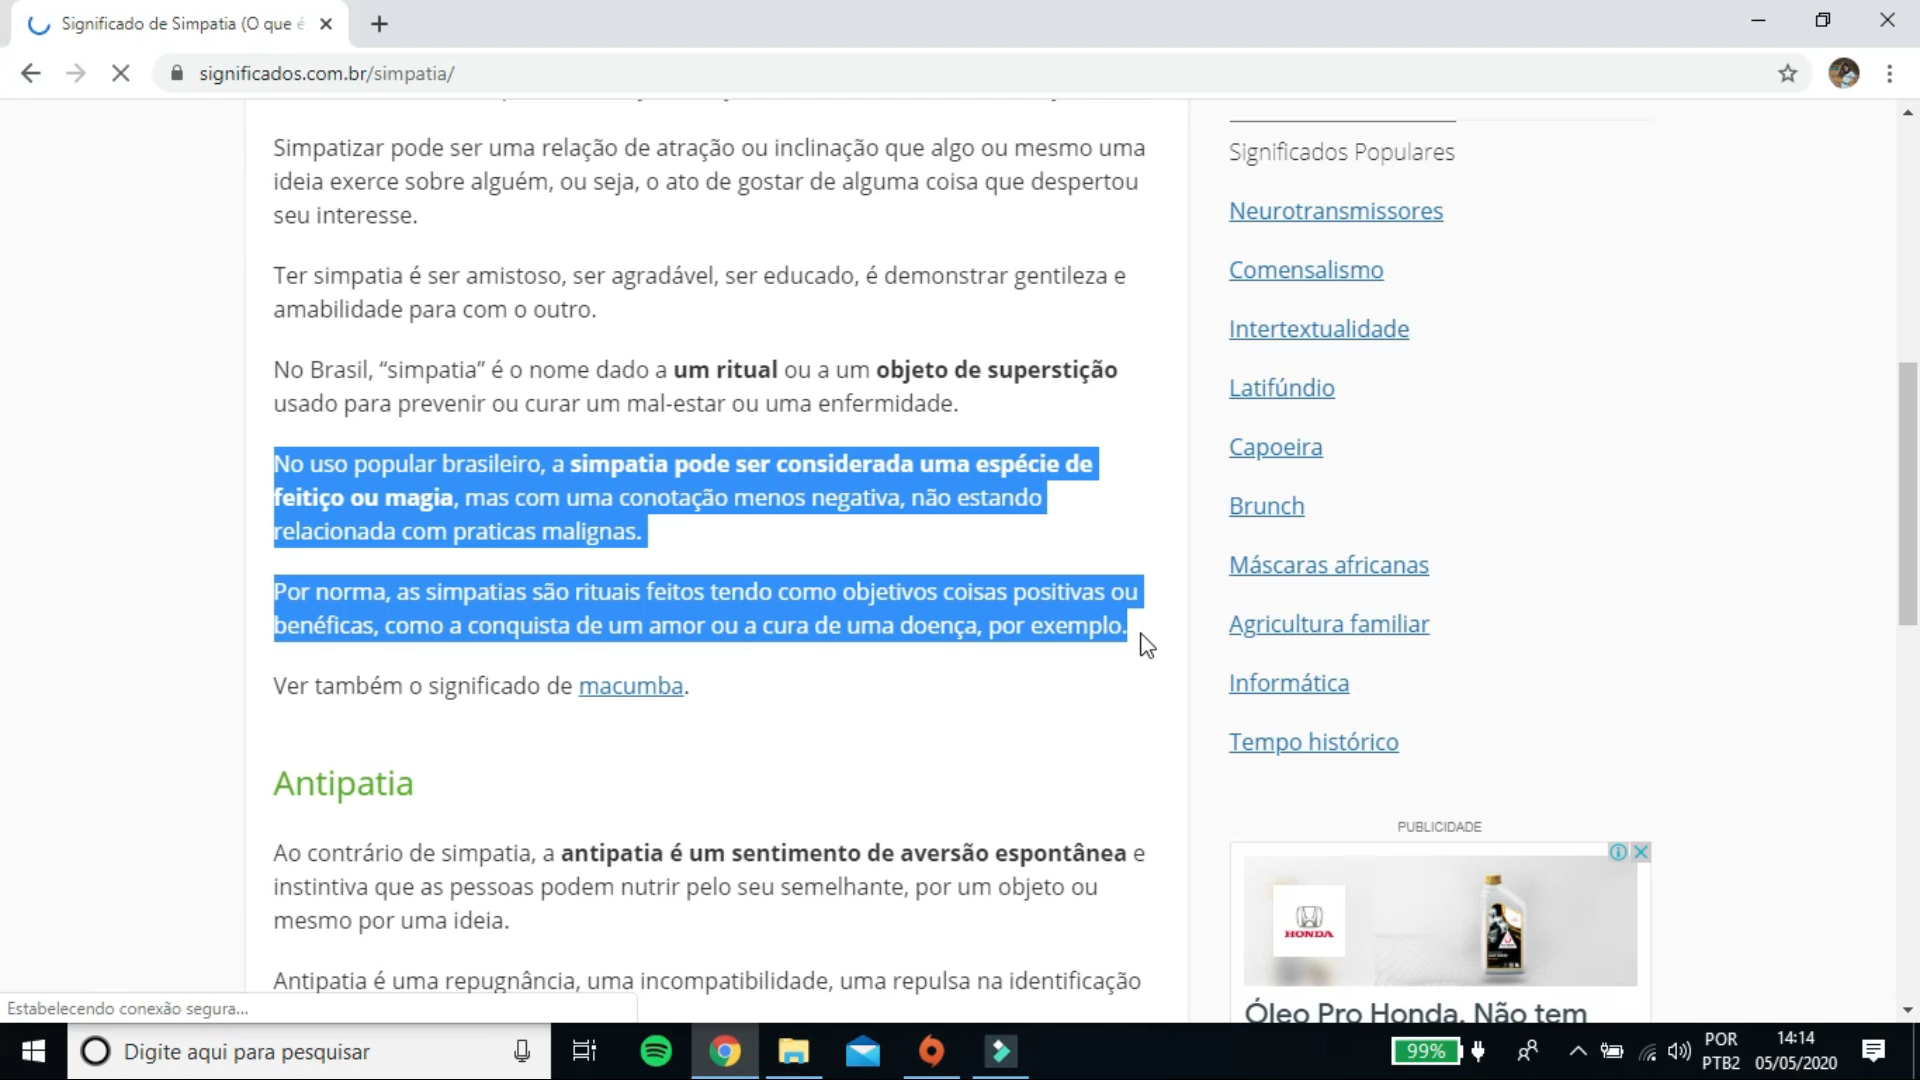 Significado de Simpatia (O que é
significados.com.br/simpatia/
Simpatizar pode ser uma relação de atração ou inclinação que algo ou mesmo uma
ideia exerce sobre alguém, ou seja, o ato de gostar de alguma coisa que despertou
seu interesse.
Ter simpatia é ser amistoso, ser agradável, ser educado, é demonstrar gentileza e
amabilidade para com o outro.
No Brasil, “simpatia” é o nome dado a um ritual ou a um objeto de superstição
usado para prevenir ou curar um mal-estar ou uma enfermidade.
No uso popular brasileiro, a simpatia pode ser considerada uma espécie de
feitiço ou magia, mas com uma conotação menos negativa, não estando
relacionada com praticas malignas.
Por norma, as simpatias são rituais feitos tendo como objetivos coisas positivas ou
benéficas, como a conquista de um amor ou a cura de uma doença, por exemplo.
Ver também o significado de macumba.
Antipatia
Ao contrário de simpatia, a antipatia é um sentimento de aversão espontânea e
instintiva que as pessoas podem nutrir pelo seu semelhante, por um objeto ou
mesmo por uma ideia.
Antipatia é uma repugnância, uma incompatibilidade, uma repulsa na identificação
Significados Populares
Neurotransmissores
Comensalismo
Intertextualidade
Latifúndio
Capoeira
Brunch
Máscaras africanas
Agricultura familiar
Informática
Tempo histórico
PUBLICIDADE
HONDA
Óleo Pro Honda. Não tem
Estabelecendo conexão segura...
Digite aqui para pesquisar
99%
POR
PTB2
14:14
05/05/2020